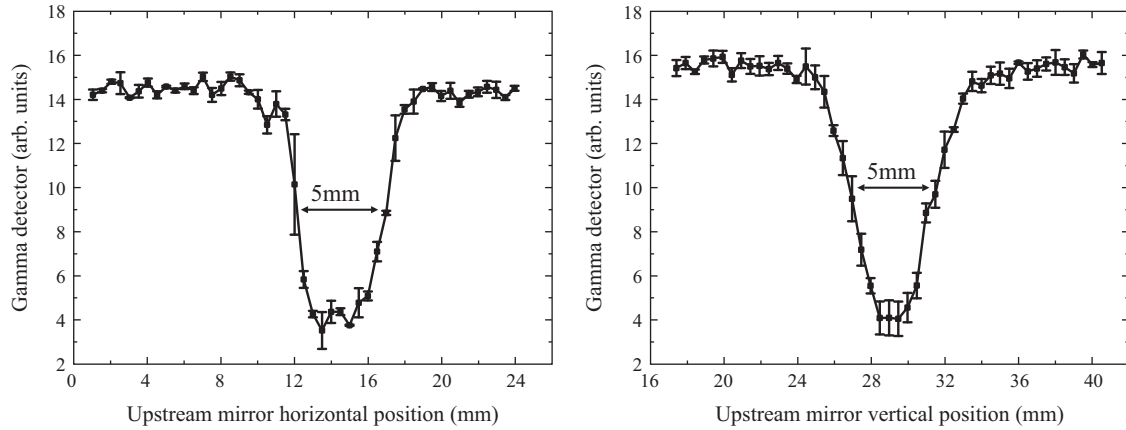 18
16
14
12
10
8
6
4
2
Gamma detector (arb. units)
5mm
0 4 8 12 16 20 24
Upstream mirror horizontal position (mm)
18
16
14
12
10
8
6
4
2
Gamma detector (arb. units)
5mm
16 20 24 28 32 36 40
Upstream mirror vertical position (mm)